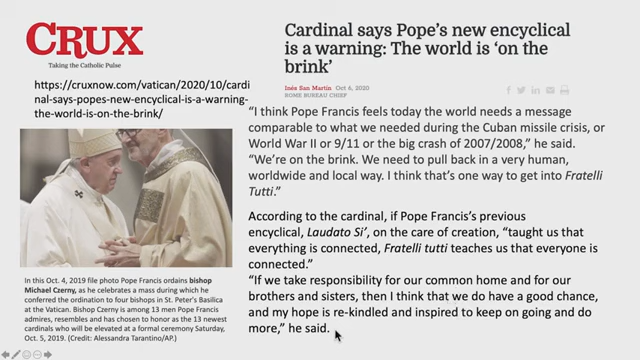 CRUX
Taking the Catholic Pulse
https://cruxnow.com/vatican/2020/10/cardi
nal-says-popes-new-encyclical-is-a-warning-
the-world-is-on-the-brink/
In this Oct. 4, 2019 file photo Pope Francis ordains bishop
Michael Czerny, as he celebrates a mass during which he
conferred the ordination to four bishops in St. Peter's Basilica
at the Vatican. Bishop Czerny is among 13 men Pope Francis
admires, resembles and has chosen to honor as the 13 newest
cardinals who will be elevated at a formal ceremony Saturday,
Oct. 5, 2019. (Credit: Alessandra Tarantino/AP.)
Cardinal says Pope's new encyclical
is a warning: The world is 'on the
brink'
Inés San Martín Oct 6, 2020
ROME BUREAU CHIEF
"I think Pope Francis feels today the world needs a message
comparable to what we needed during the Cuban missile crisis, or
World War II or 9/11 or the big crash of 2007/2008," he said.
"We're on the brink. We need to pull back in a very human,
worldwide and local way. I think that's one way to get into Fratelli
Tutti."
According to the cardinal, if Pope Francis's previous
encyclical, Laudato Si', on the care of creation, "taught us that
everything is connected, Fratelli tutti teaches us that everyone is
connected."
"If we take responsibility for our common home and for our
brothers and sisters, then I think that we do have a good chance,
and my hope is re-kindled and inspired to keep on going and do
more," he said.